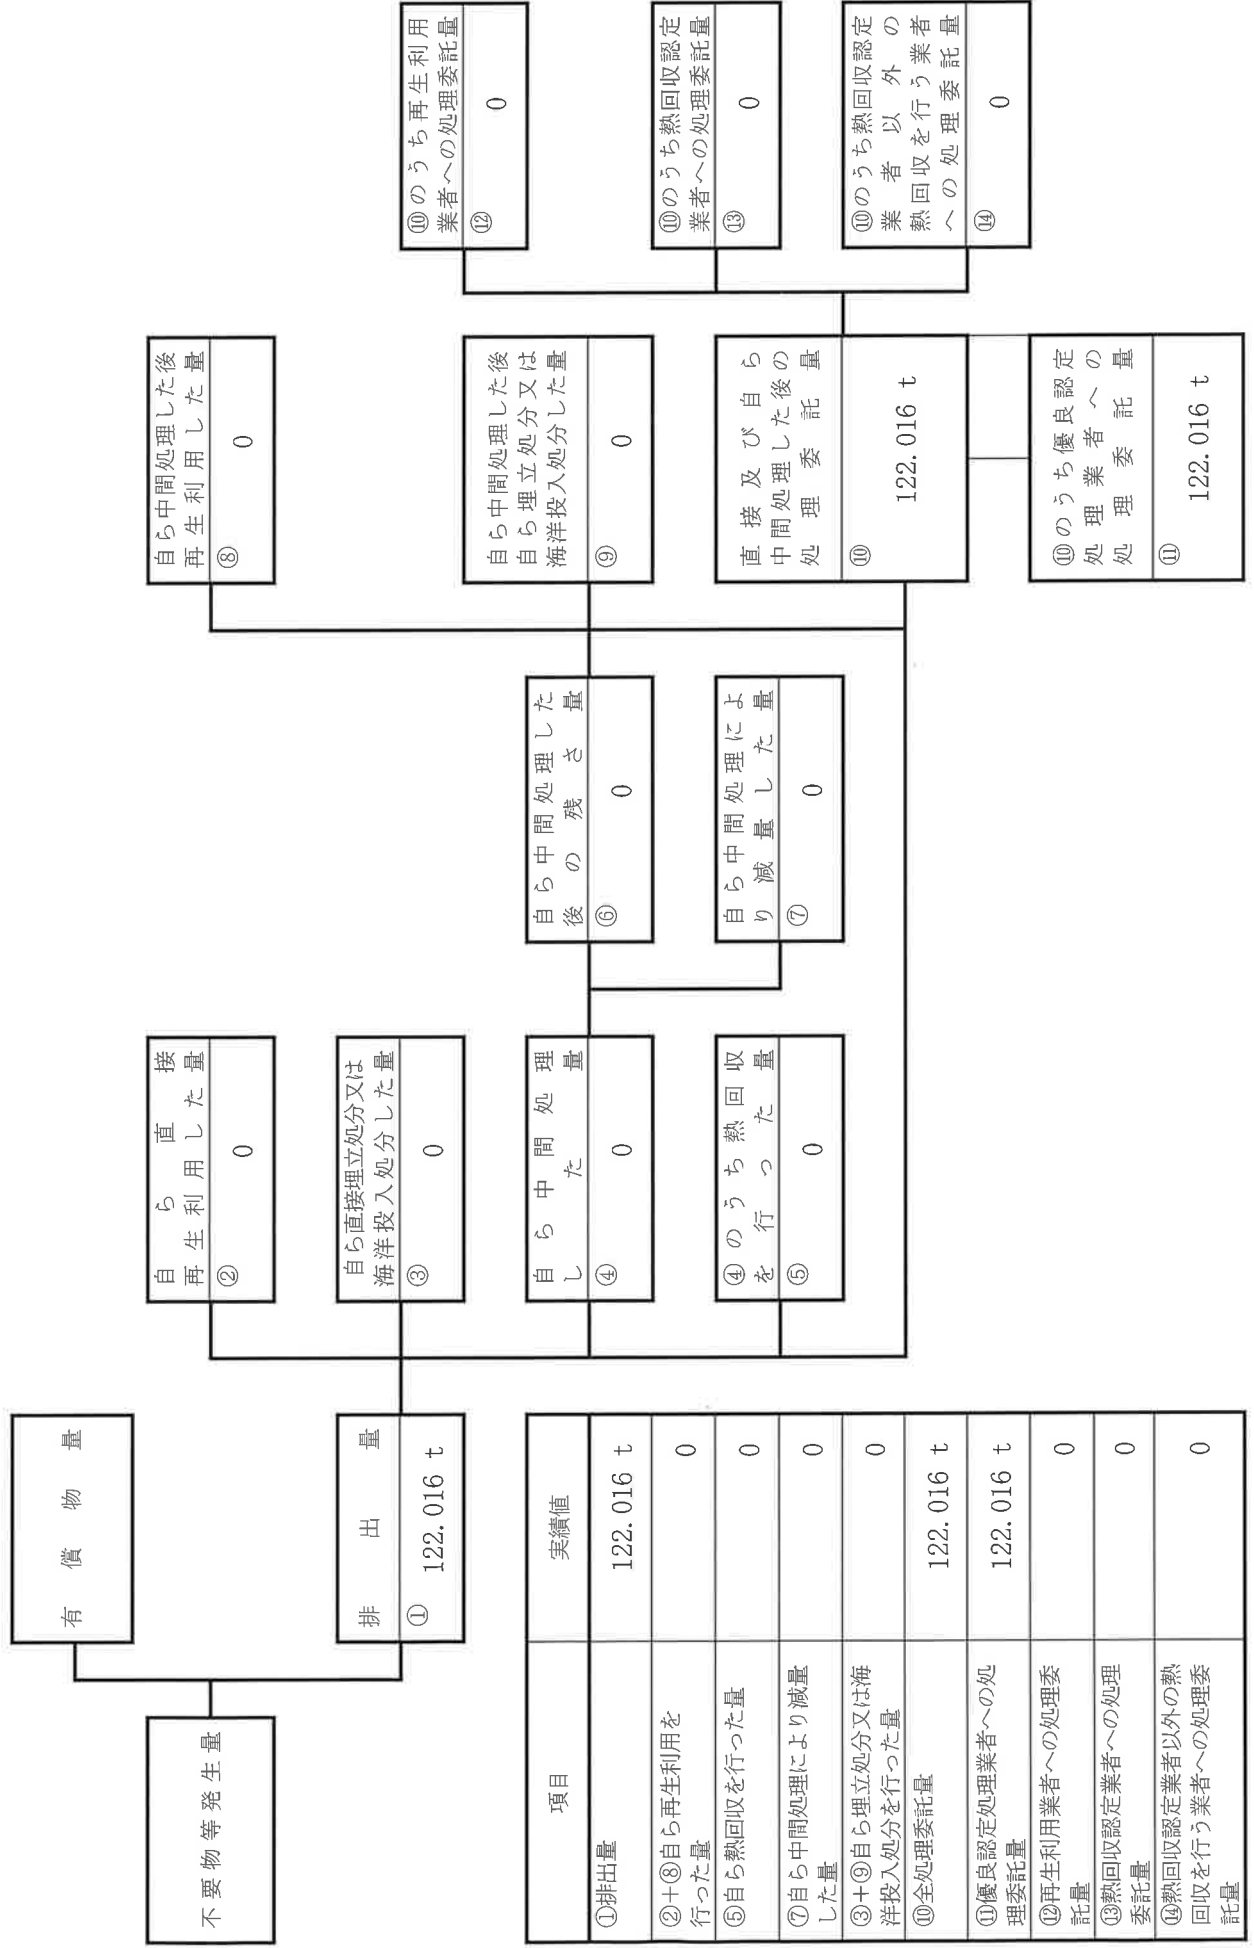 不要物等発生量
有償物量
排出量
① 122.016 t
自ら直接
再生利用した量
② 0
自ら直接埋立処分又は
海洋投入処分した量
③ 0
自ら中間処理
した量
④ 0
④のうち熱回収
を行った量
⑤ 0
自ら中間処理した
後の残さ量
⑥ 0
自ら中間処理によ
り減量した量
⑦ 0
自ら中間処理した後
再生利用した量
⑧ 0
自ら中間処理した後
自ら埋立処分又は
海洋投入処分した量
⑨ 0
直接及び自ら
中間処理した後の
処理委託量
⑩ 122.016 t
⑩のうち優良認定
処理業者への
処理委託量
⑪ 122.016 t
⑩のうち再生利用
業者への処理委託量
⑫ 0
⑩のうち熱回収認定
業者への処理委託量
⑬ 0
⑩のうち熱回収認定
業者以外の
熱回収を行う業者
への処理委託量
⑭ 0
項目 実績値
①排出量 122.016 t
②+⑧自ら再生利用を
行った量 0
⑤自ら熱回収を行った量 0
⑦自ら中間処理により減量
した量 0
③+⑨自ら埋立処分又は海
洋投入処分を行った量 0
⑩全処理委託量 122.016 t
⑪優良認定処理業者への処
理委託量 122.016 t
⑫再生利用業者への処理委
託量 0
⑬熱回収認定業者への処理
委託量 0
⑭熱回収認定業者以外の熱
回収を行う業者への処理委
託量 0